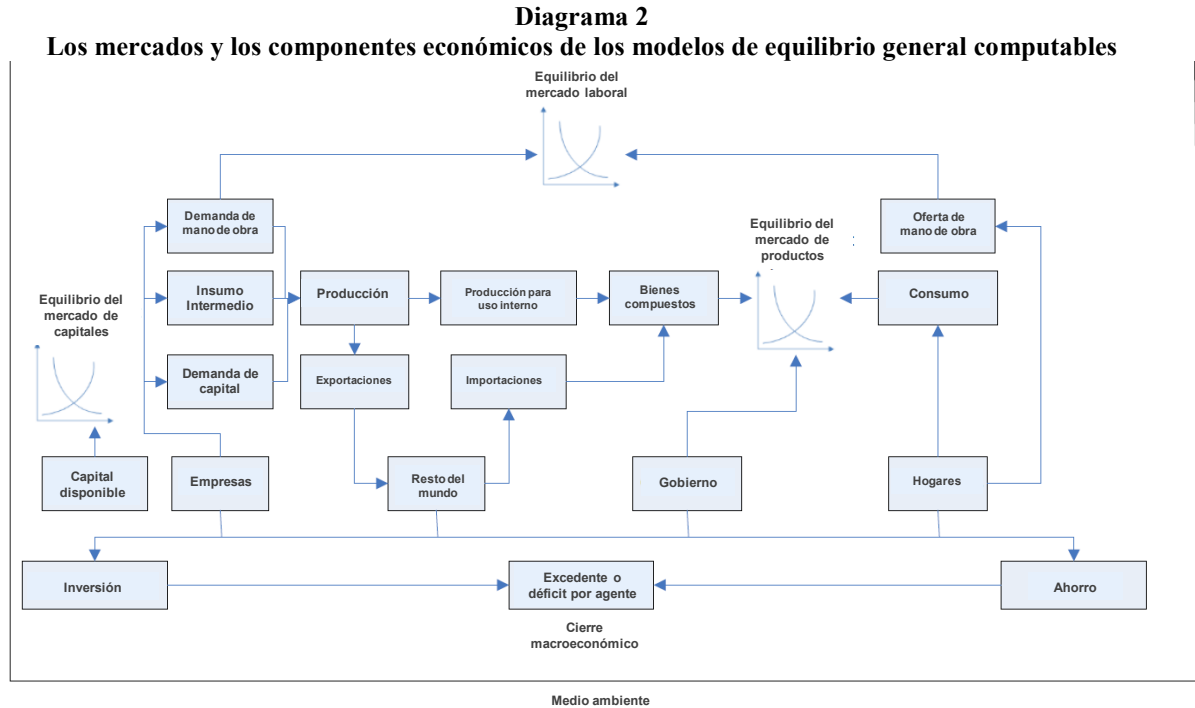 Diagrama 2
Los mercados y los componentes económicos de los modelos de equilibrio general computables
Equilibrio del
mercado laboral
Demanda de
mano de obra
Equilibrio del
mercado de
productos
Oferta de
mano de obra
Equilibrio del
mercado de
capitales
Insumo
Intermedio
Producción
Producción para
uso interno
Bienes
compuestos
Consumo
Demanda de
capital
Exportaciones
Importaciones
Capital
disponible
Empresas
Resto del
mundo
Gobierno
Hogares
Inversión
Excedente o
déficit por agente
Ahorro
Cierre
macroeconómico
Medio ambiente